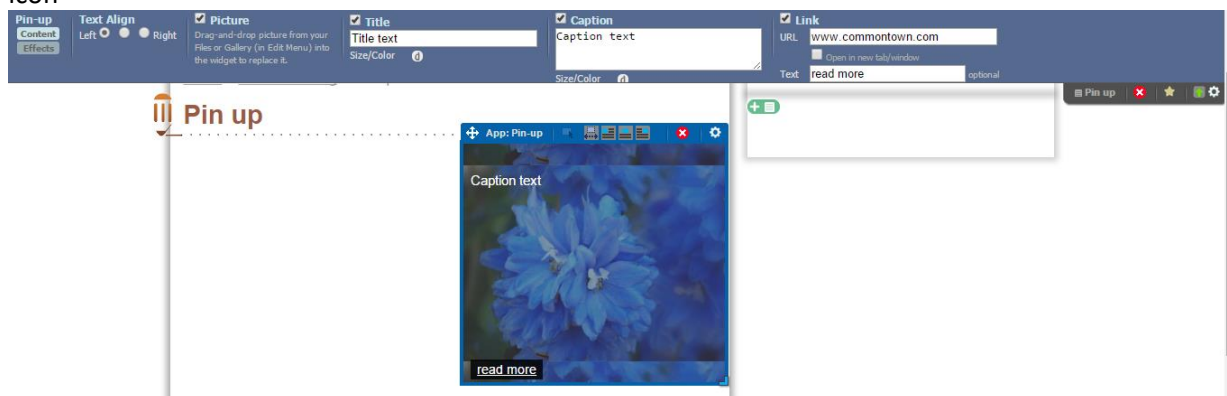 icon
Pin-up
Content
Effects
Text Align
Left Right
Picture
Drag-and-drop picture from your
Files or Gallery (in Edit Menu) into
the widget to replace it.
Title
Title text
Size/Color d
Caption
Caption text
Size/Color d
Link
URL www.commontown.com
Open in new tab/window
Text read more optional
Pin up
Pin up
App: Pin-up
Caption text
read more